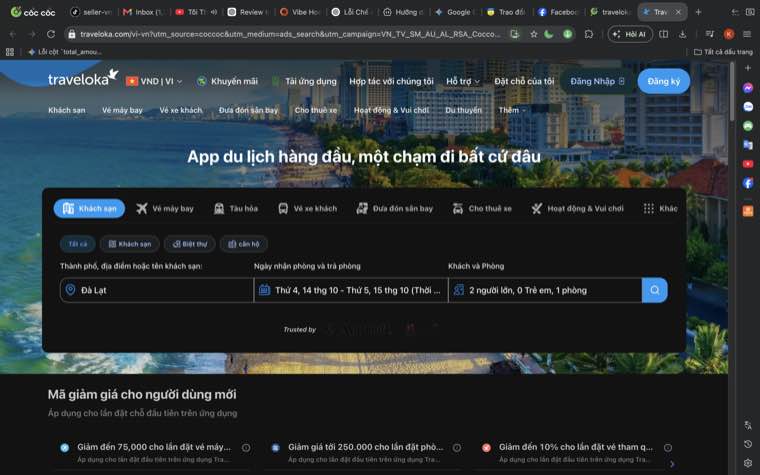 cốc cốc
seller-vn
Inbox (1,
Tôi T
Review t
Vibe Hoo
Lỗi Chế
Hướng d
Google
Trao đổi
Facebo
traveloka
Trav
traveloka.com/vi-vn?utm_source=coccoc&utm_medium=ads_search&utm_campaign=VN_TV_SM_AU_AL_RSA_Cocco...
Hỏi AI
K
Lỗi cột `total_amou...
Tất cả dấu trang
traveloka
VND | VI
Khuyến mãi
Tải ứng dụng
Hợp tác với chúng tôi
Hỗ trợ
Đặt chỗ của tôi
Đăng Nhập
Đăng ký
Khách sạn
Vé máy bay
Vé xe khách
Đưa đón sân bay
Cho thuê xe
Hoạt động & Vui chơi
Du thuyền
Thêm
App du lịch hàng đầu, một chạm đi bất cứ đâu
Khách sạn
Vé máy bay
Tàu hỏa
Vé xe khách
Đưa đón sân bay
Cho thuê xe
Hoạt động & Vui chơi
Khác
Tất cả
Khách sạn
Biệt thự
căn hộ
Thành phố, địa điểm hoặc tên khách sạn:
Ngày nhận phòng và trả phòng
Khách và Phòng
Đà Lạt
Thứ 4, 14 thg 10 - Thứ 5, 15 thg 10 (Thời ...
2 người lớn, 0 Trẻ em, 1 phòng
Trusted by
Mã giảm giá cho người dùng mới
Áp dụng cho lần đặt chỗ đầu tiên trên ứng dụng
Giảm đến 75,000 cho lần đặt vé máy...
Áp dụng cho lần đặt đầu tiên trên ứng dụng Tra...
Giảm giá tới 250.000 cho lần đặt phò...
Áp dụng cho lần đặt đầu tiên trên ứng dụng Tra...
Giảm đến 10% cho lần đặt vé tham q...
Áp dụng cho lần đặt đầu tiên trên ứng dụng Tra...